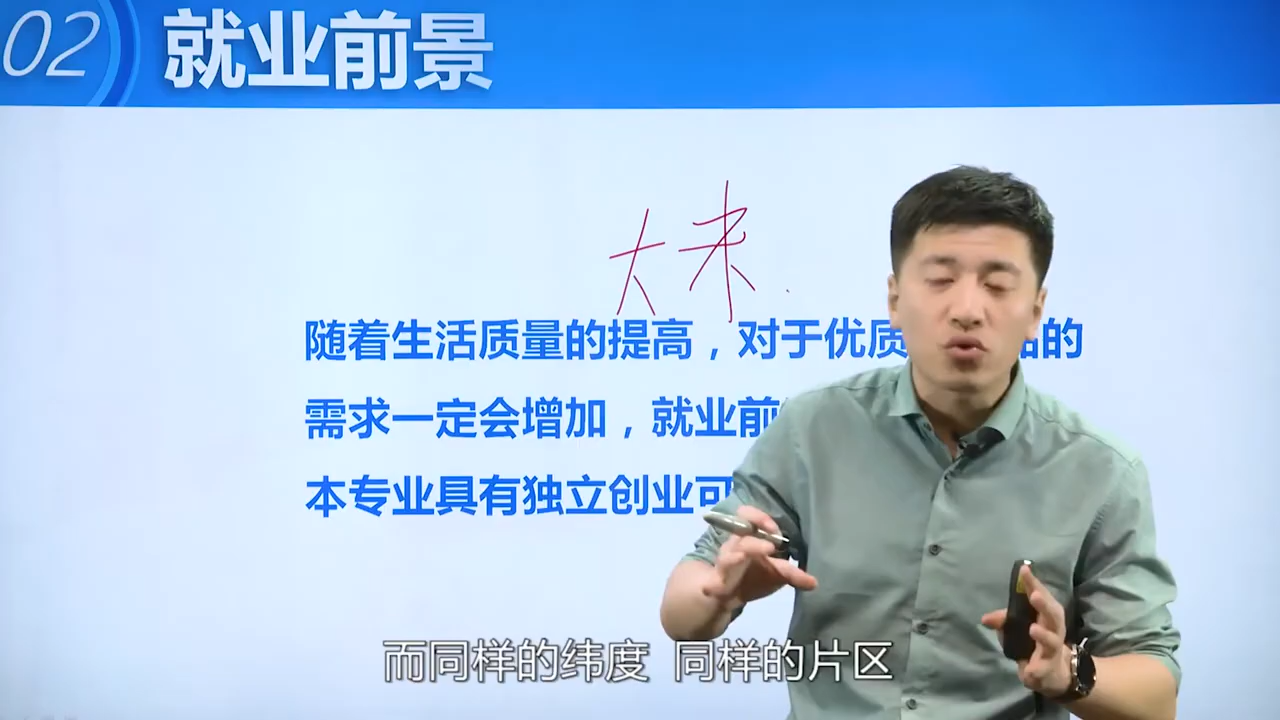 02 就业前景
大米
随着生活质量的提高，对于优质 品的
需求一定会增加，就业前
本专业具有独立创业可
而同样的纬度 同样的片区